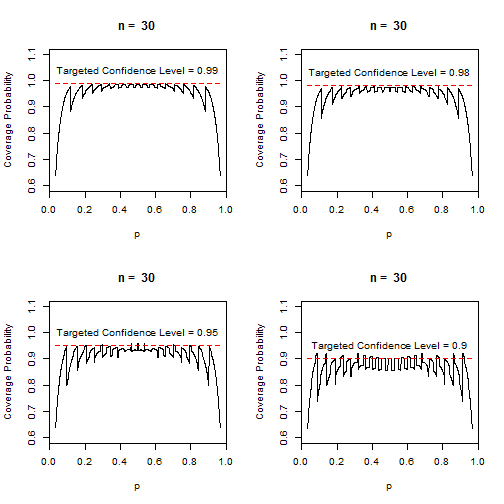 n = 30
Targeted Confidence Level = 0.99
Coverage Probability
0.6 0.7 0.8 0.9 1.0 1.1
0.0 0.2 0.4 0.6 0.8 1.0
p
n = 30
Targeted Confidence Level = 0.98
Coverage Probability
0.6 0.7 0.8 0.9 1.0 1.1
0.0 0.2 0.4 0.6 0.8 1.0
p
n = 30
Targeted Confidence Level = 0.95
Coverage Probability
0.6 0.7 0.8 0.9 1.0 1.1
0.0 0.2 0.4 0.6 0.8 1.0
p
n = 30
Targeted Confidence Level = 0.9
Coverage Probability
0.6 0.7 0.8 0.9 1.0 1.1
0.0 0.2 0.4 0.6 0.8 1.0
p